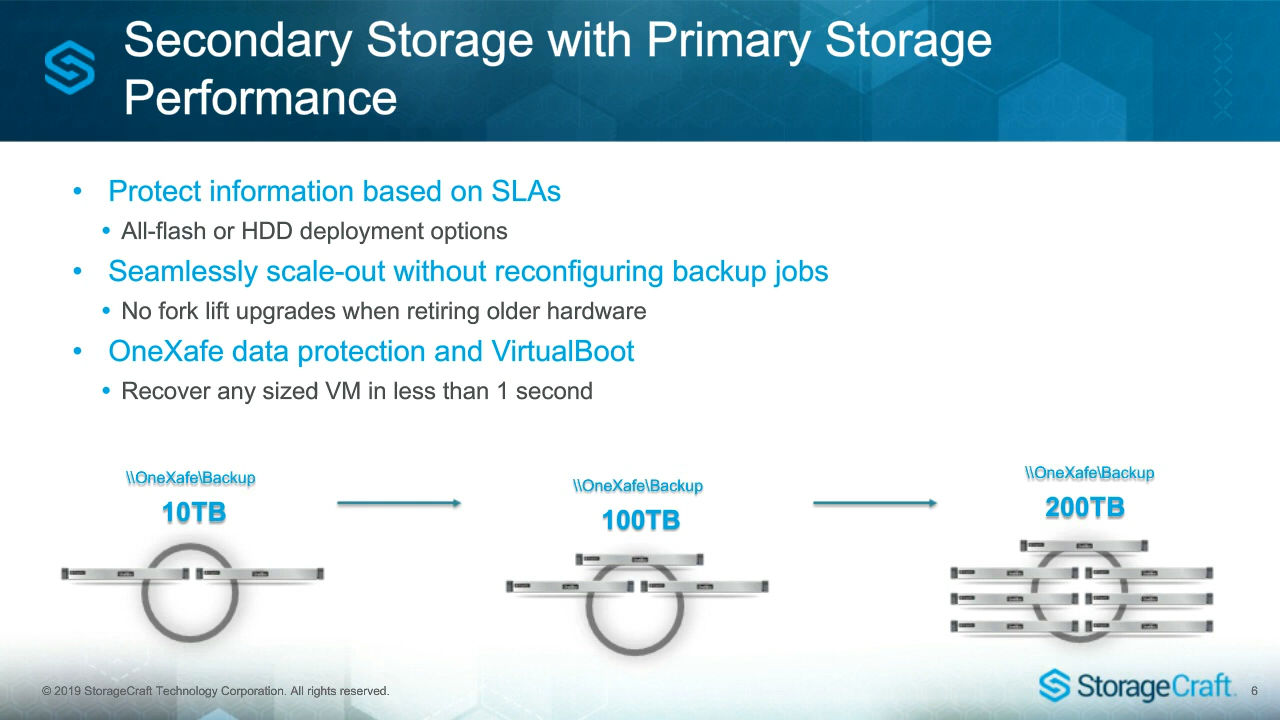 Secondary Storage with Primary Storage
Performance
• Protect information based on SLAs
• All-flash or HDD deployment options
• Seamlessly scale-out without reconfiguring backup jobs
• No fork lift upgrades when retiring older hardware
• OneXafe data protection and VirtualBoot
• Recover any sized VM in less than 1 second
\\OneXafe\Backup
10TB
\\OneXafe\Backup
100TB
\\OneXafe\Backup
200TB
© 2019 StorageCraft Technology Corporation. All rights reserved.
StorageCraft
6